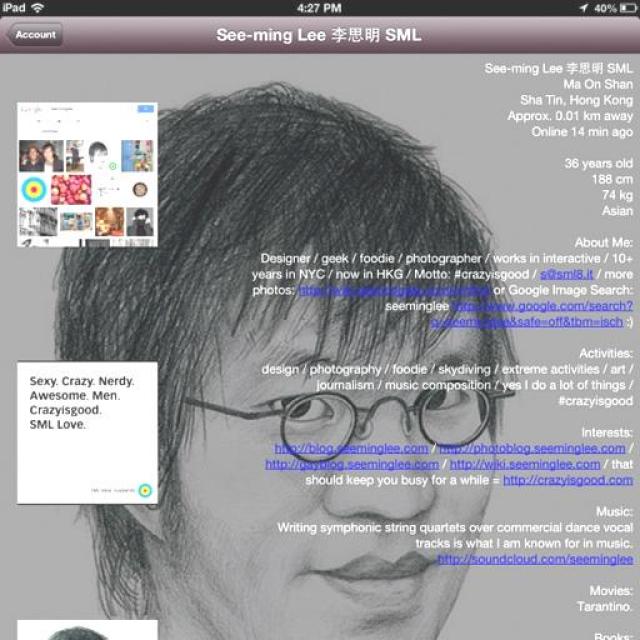 iPad
4:27 PM
40%
Account
See-ming Lee 李思明 SML
See-ming Lee 李思明 SML
Ma On Shan
Sha Tin, Hong Kong
Approx. 0.01 km away
Online 14 min ago
36 years old
188 cm
74 kg
Asian
About Me:
Designer / geek / foodie / photographer / works in interactive / 10+
years in NYC / now in HKG / Motto: #crazyisgood / s@sml8.it / more
photos: or Google Image Search:
seeminglee http://www.google.com/search?
q=seeminglee&safe=off&tbm=isch :)
Activities:
design / photography / foodie / skydiving / extreme activities / art /
journalism / music composition / yes I do a lot of things /
#crazyisgood
Interests:
http://blog.seeminglee.com / http://photoblog.seeminglee.com /
http://gayblog.seeminglee.com / http://wiki.seeminglee.com / that
should keep you busy for a while = http://crazyisgood.com
Music:
Writing symphonic string quartets over commercial dance vocal
tracks is what I am known for in music.
http://soundcloud.com/seeminglee
Movies:
Tarantino.
Books:
Sexy. Crazy. Nerdy.
Awesome. Men.
Crazyisgood.
SML Love.